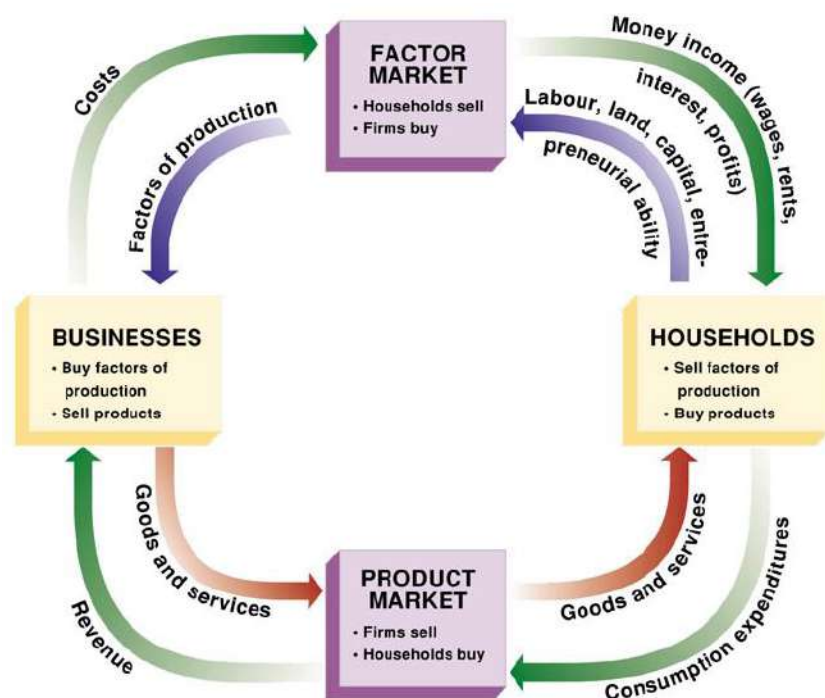 FACTOR
MARKET
• Households sell
• Firms buy
Costs
Factors of production
Money income (wages, rents,
interest, profits)
Labour, land, capital, entre-
preneurial ability
BUSINESSES
• Buy factors of
production
- Sell products
HOUSEHOLDS
• Sell factors of
production
- Buy products
Goods and services
Revenue
PRODUCT
MARKET
• Firms sell
• Households buy
Goods and services
Consumption expenditures